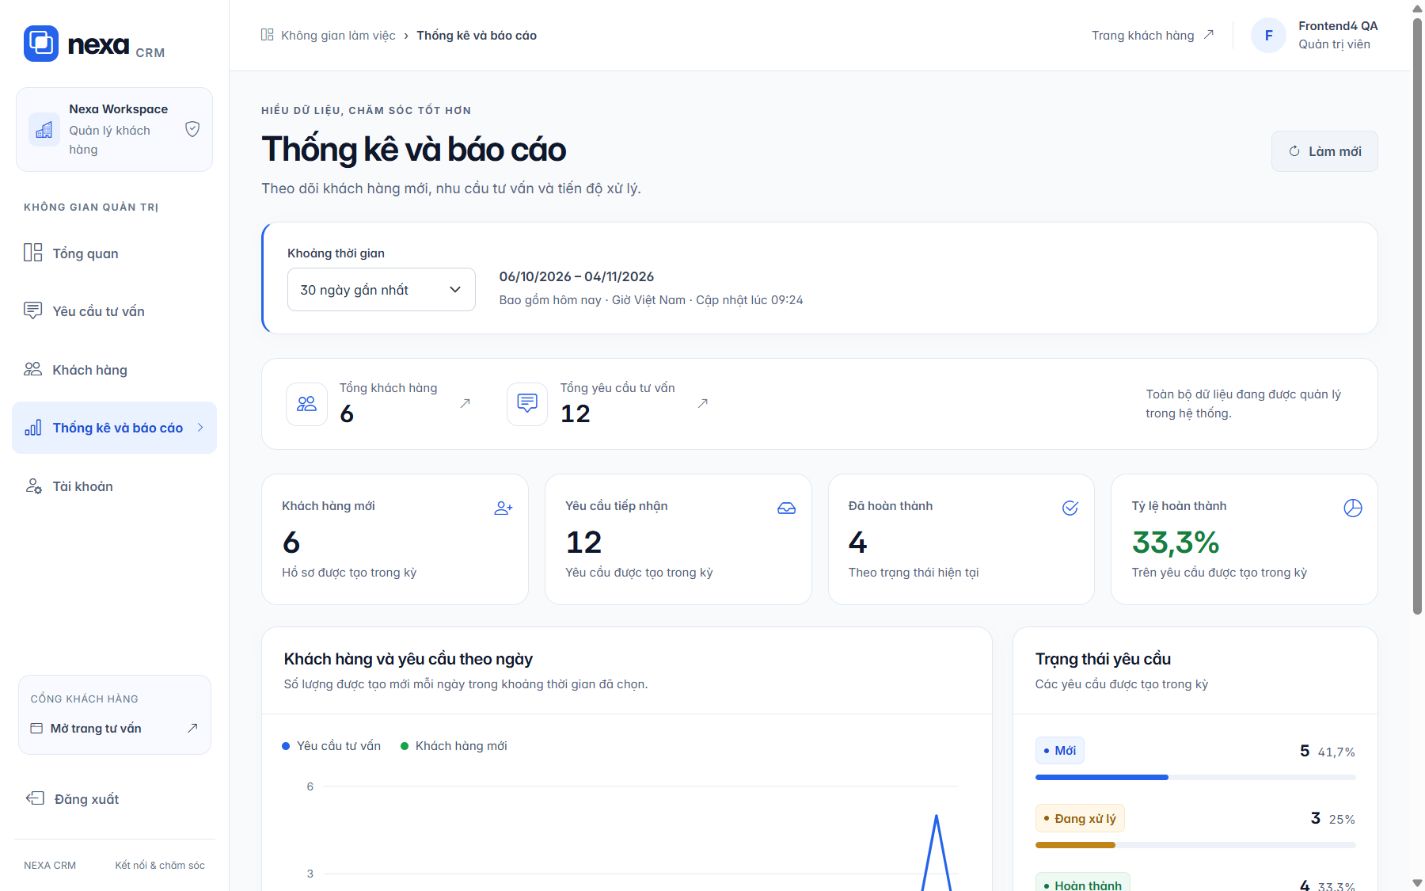 nexa CRM
Nexa Workspace
Quản lý khách
hàng
KHÔNG GIAN QUẢN TRỊ
Tổng quan
Yêu cầu tư vấn
Khách hàng
Thống kê và báo cáo
Tài khoản
CỔNG KHÁCH HÀNG
Mở trang tư vấn
Đăng xuất
NEXA CRM
Kết nối & chăm sóc
Không gian làm việc › Thống kê và báo cáo
Trang khách hàng
F
Frontend4 QA
Quản trị viên
HIỂU DỮ LIỆU, CHĂM SÓC TỐT HƠN
Thống kê và báo cáo
Theo dõi khách hàng mới, nhu cầu tư vấn và tiến độ xử lý.
Làm mới
Khoảng thời gian
30 ngày gần nhất
06/10/2026 – 04/11/2026
Bao gồm hôm nay · Giờ Việt Nam · Cập nhật lúc 09:24
Tổng khách hàng
6
Tổng yêu cầu tư vấn
12
Toàn bộ dữ liệu đang được quản lý
trong hệ thống.
Khách hàng mới
6
Hồ sơ được tạo trong kỳ
Yêu cầu tiếp nhận
12
Yêu cầu được tạo trong kỳ
Đã hoàn thành
4
Theo trạng thái hiện tại
Tỷ lệ hoàn thành
33,3%
Trên yêu cầu được tạo trong kỳ
Khách hàng và yêu cầu theo ngày
Số lượng được tạo mới mỗi ngày trong khoảng thời gian đã chọn.
Yêu cầu tư vấn
Khách hàng mới
6
3
Trạng thái yêu cầu
Các yêu cầu được tạo trong kỳ
Mới 5 41,7%
Đang xử lý 3 25%
Hoàn thành 4 33,3%